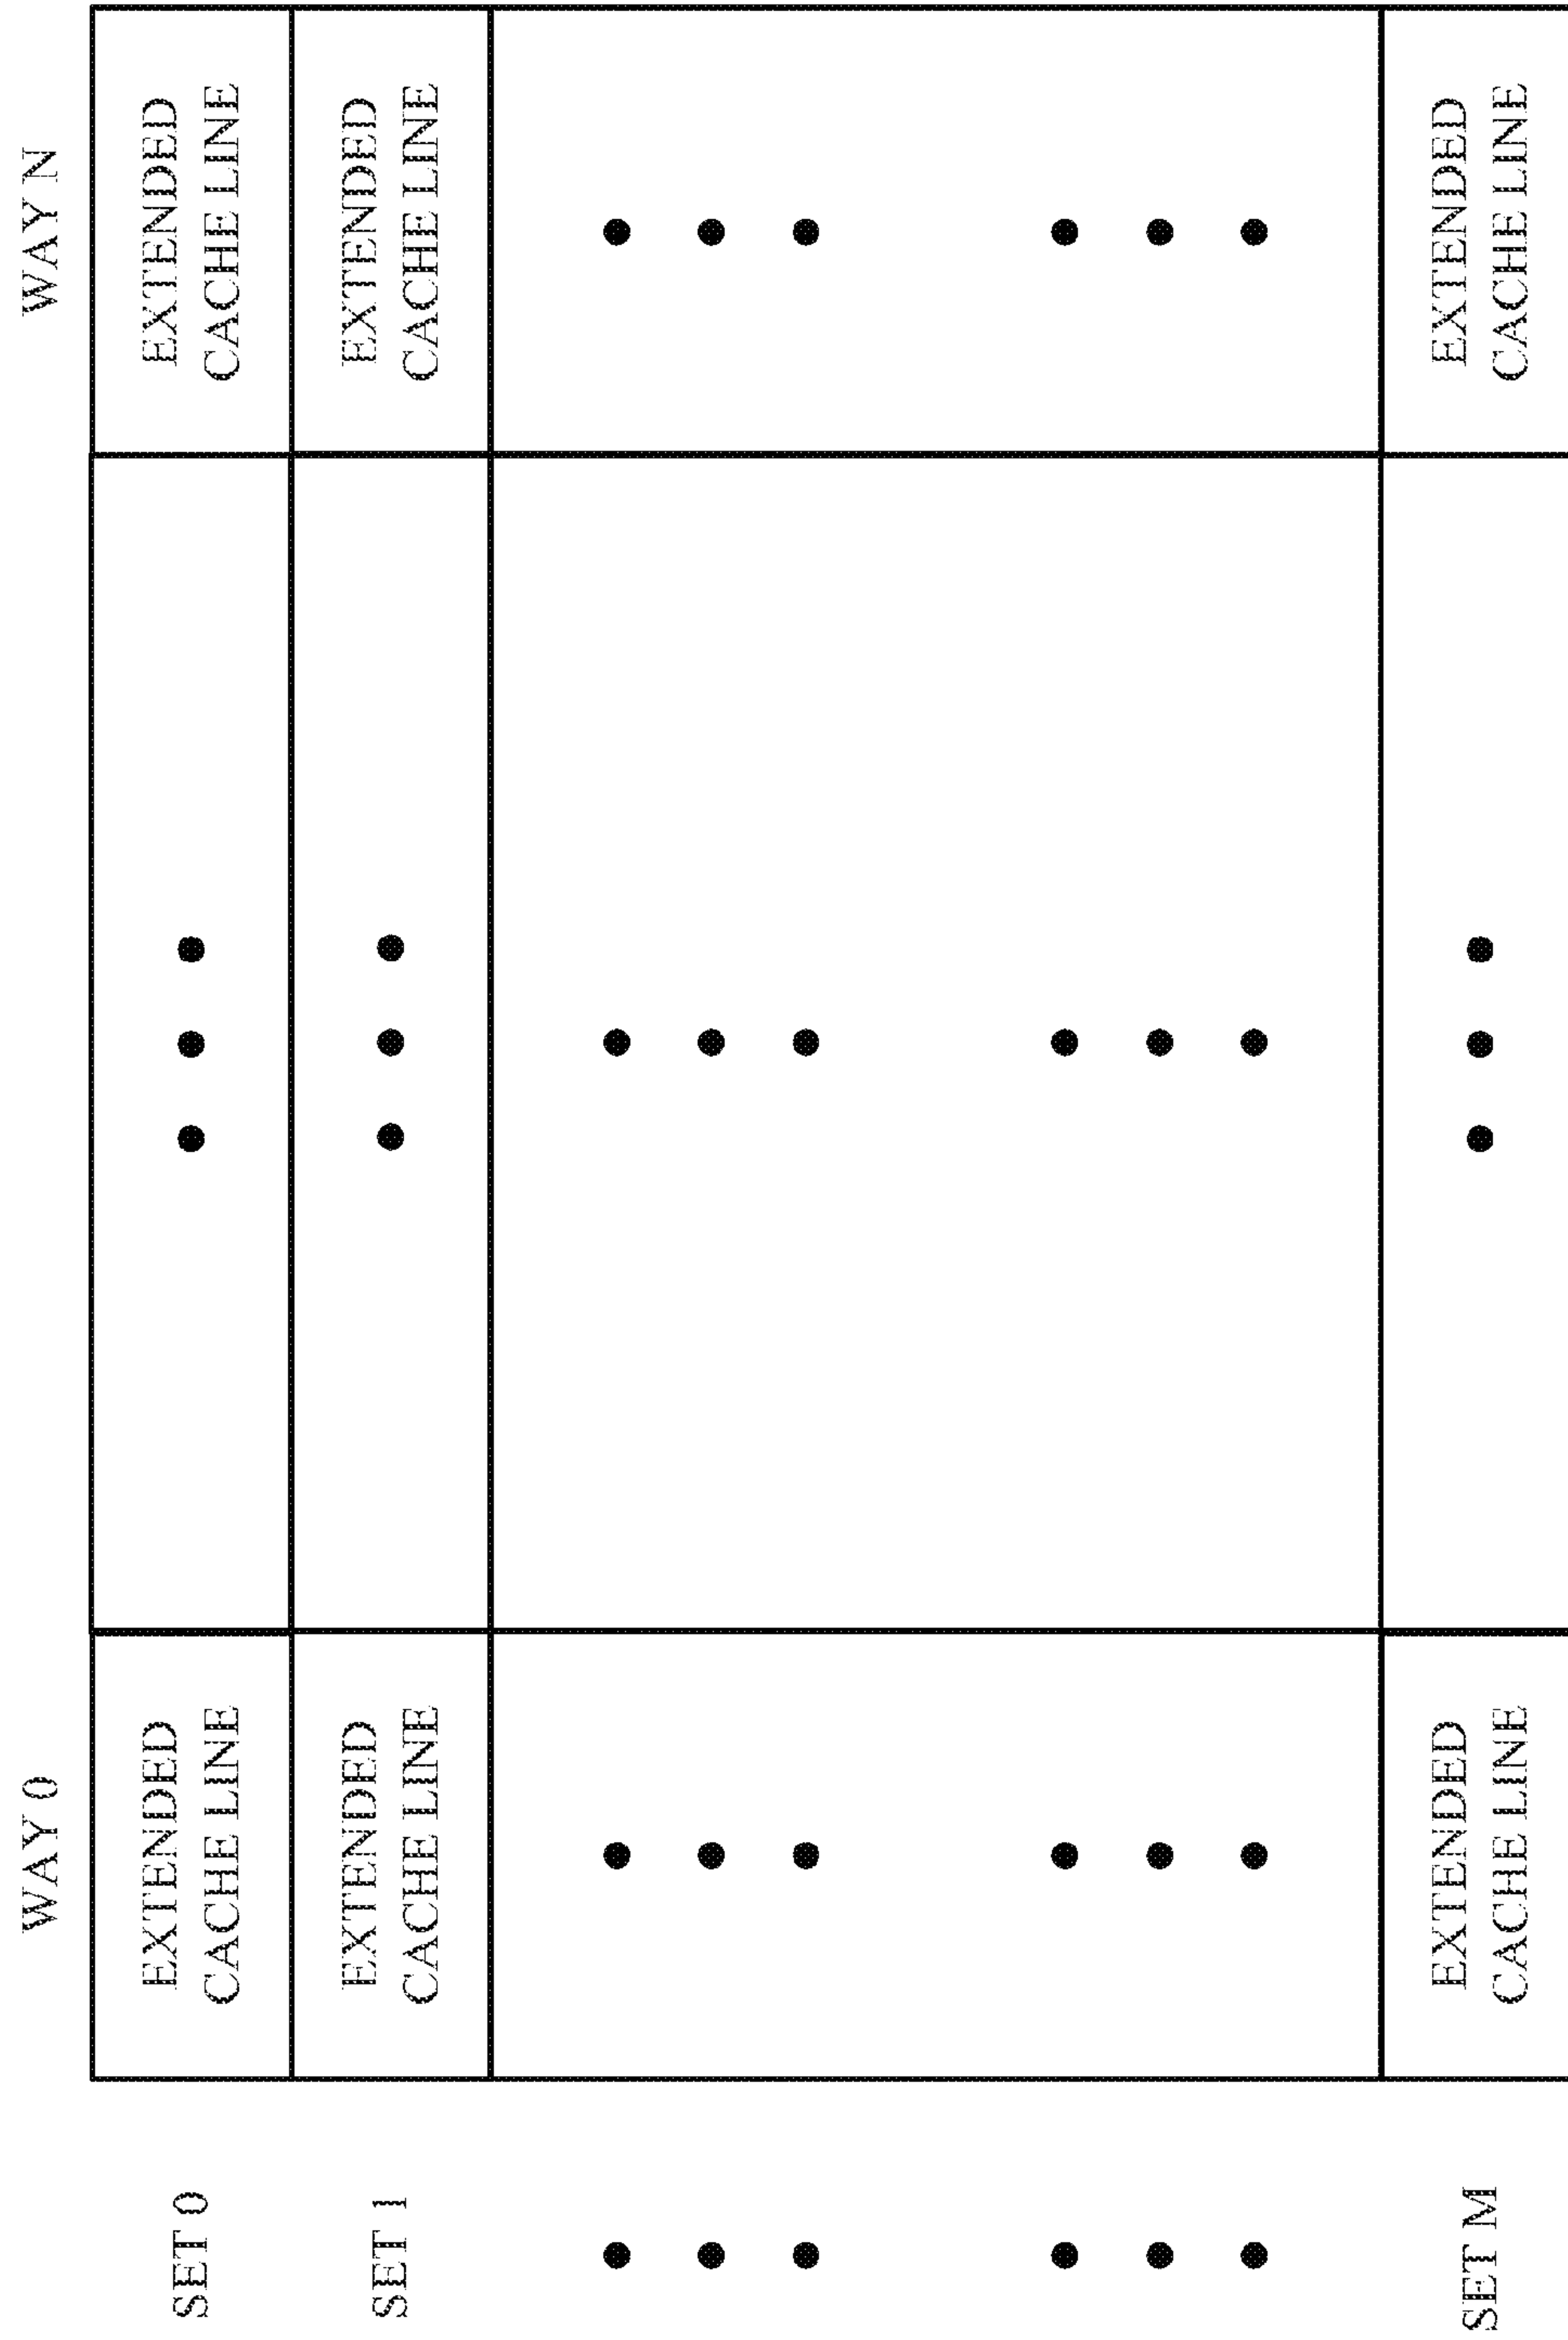 WAY 0
WAY N
SET 0
EXTENDED
CACHE LINE
EXTENDED
CACHE LINE
SET 1
EXTENDED
CACHE LINE
EXTENDED
CACHE LINE
SET M
EXTENDED
CACHE LINE
EXTENDED
CACHE LINE